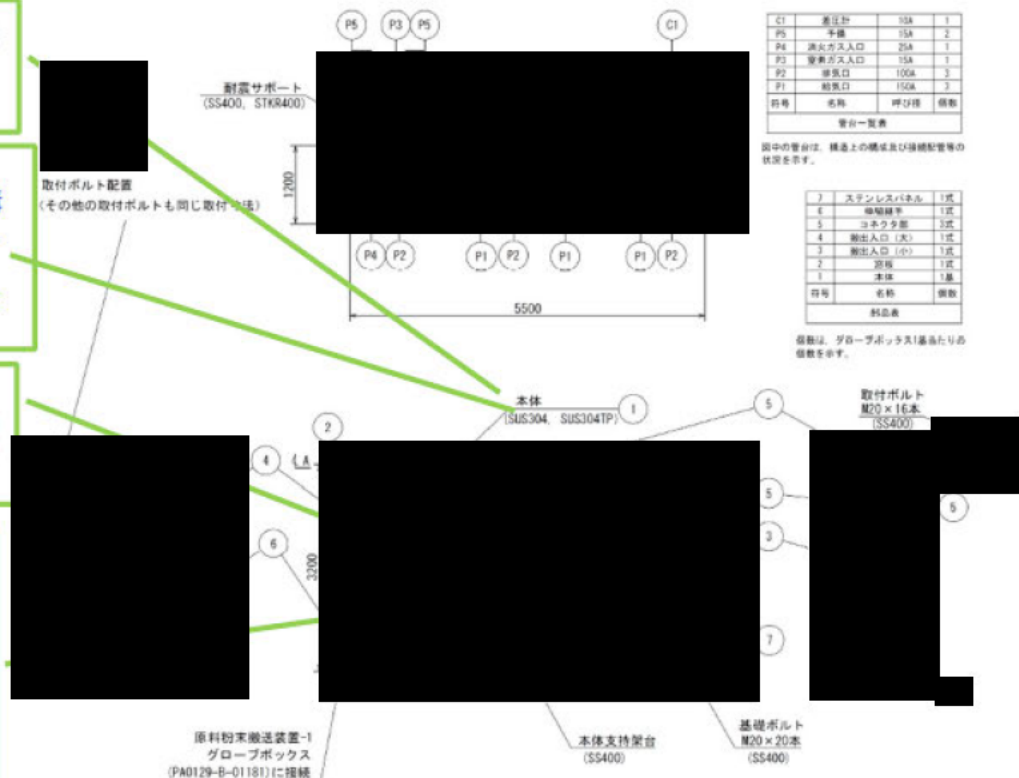 P5
P3
P5
C1
耐震サポート
(SS400, STKR400)
1200
取付ボルト配置
(その他の取付ボルトも同じ取付寸法)
P4
P2
P1
P2
P1
P1
P2
5500
C1 差圧計 10A 1
P5 予備 15A 2
P4 消火ガス入口 25A 1
P3 窒素ガス入口 15A 1
P2 排気口 100A 3
P1 給気口 150A 3
符号 名称 呼び径 個数
管台一覧表
図中の管台は、構造上の構成及び接続配管等の
状況を示す。
7 ステンレスパネル 1式
6 伸縮継手 1式
5 コネクタ部 3式
4 搬出入口（大） 1式
3 搬出入口（小） 1式
2 窓板 1式
1 本体 1基
符号 名称 個数
部品表
個数は、グローブボックス1基当たりの
個数を示す。
本体
(SUS304, SUS304TP)
1
5
取付ボルト
M20×16本
(SS400)
2
4
A
5
5
6
3
3200
7
原料粉末搬送装置-1
グローブボックス
(PA0129-B-01181)に接続
本体支持架台
(SS400)
基礎ボルト
M20×20本
(SS400)